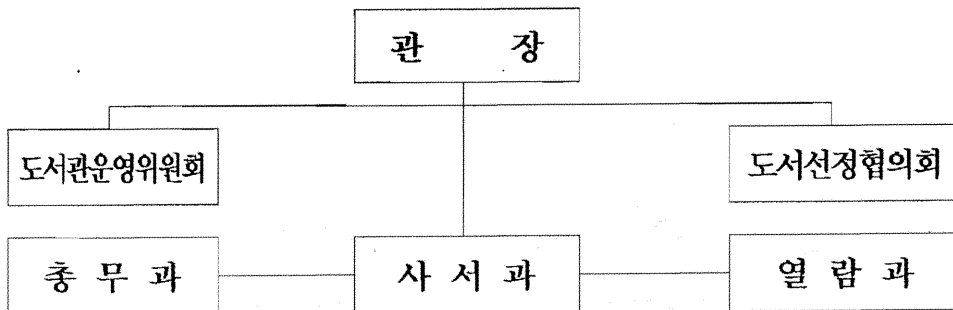 관 장
도서관운영위원회 도서선정협의회
총 무 과 사 서 과 열 람 과